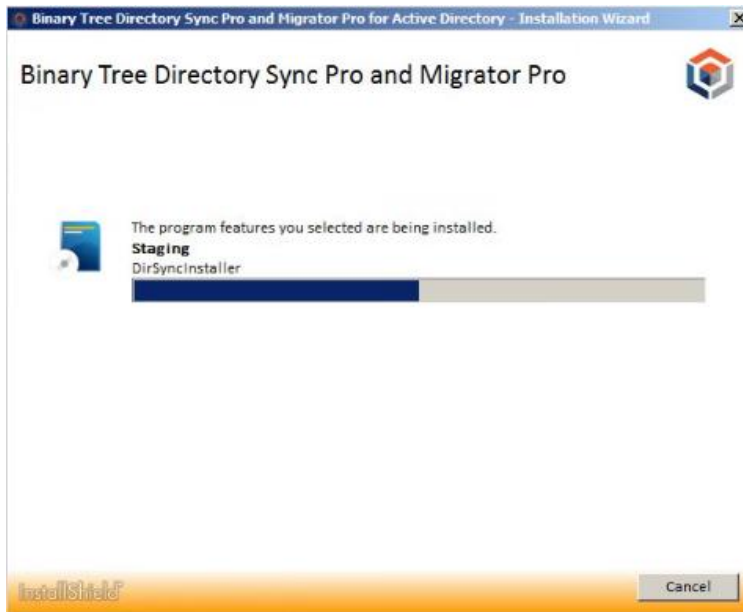 Binary Tree Directory Sync Pro and Migrator Pro for Active Directory - Installation Wizard
Binary Tree Directory Sync Pro and Migrator Pro
The program features you selected are being installed.
Staging
DirSyncInstaller
InstallShield
Cancel